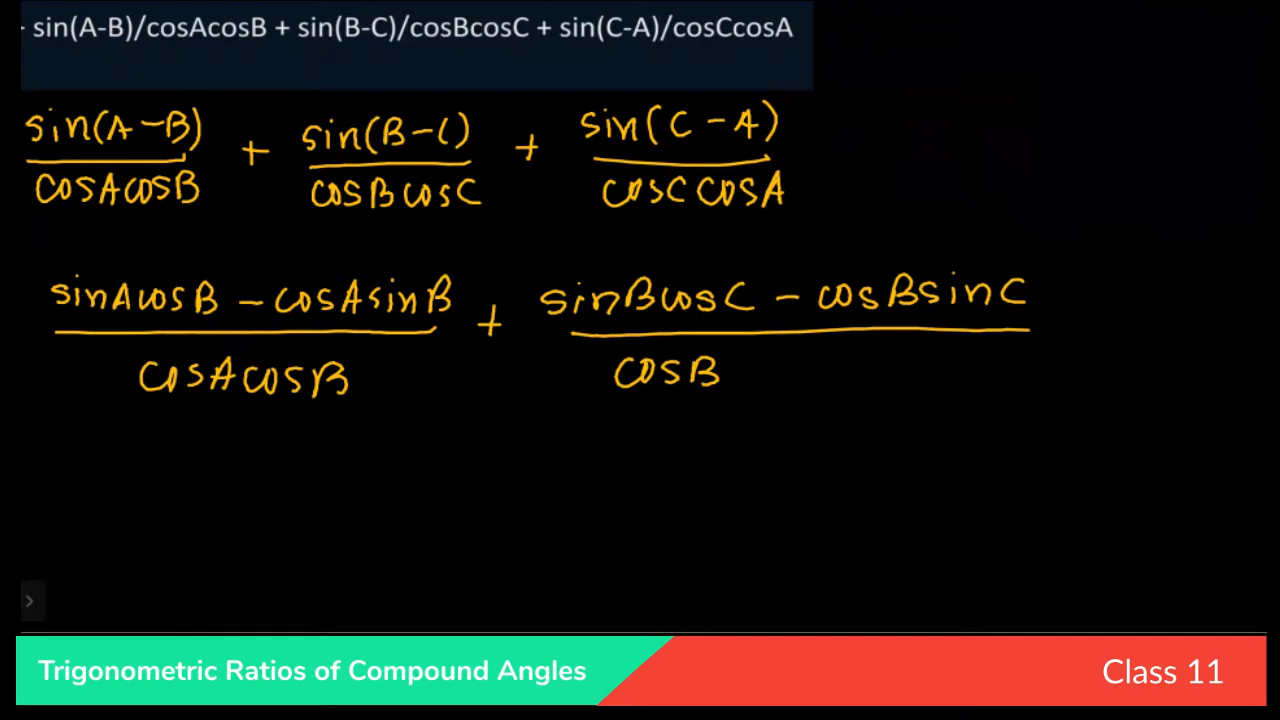 - sin(A-B)/cosAcosB + sin(B-C)/cosBcosC + sin(C-A)/cosCcosA
sin(A-B)/cosAcosB + sin(B-C)/cosBcosC + sin(C-A)/cosCcosA
sinAcosB - cosAsinB/cosAcosB + sinBcosC - cosBsinC/cosB
Trigonometric Ratios of Compound Angles
Class 11